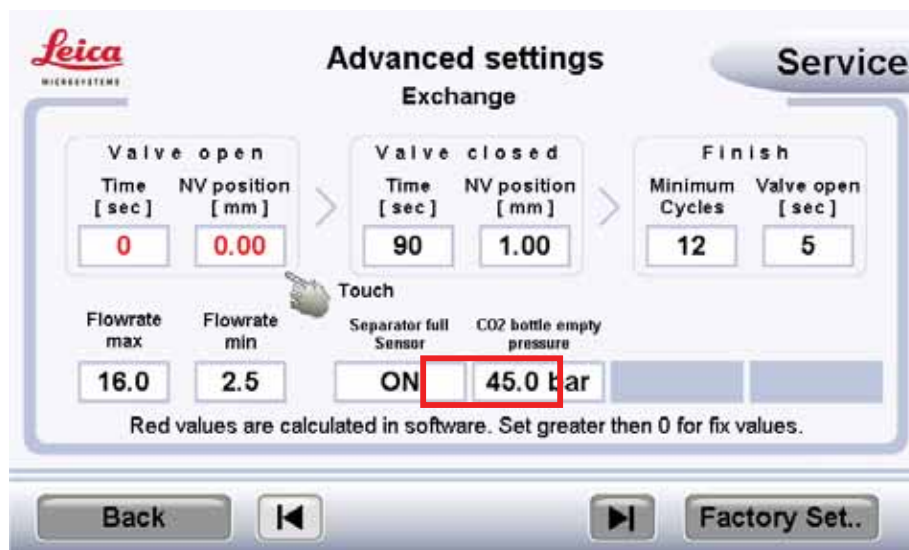 Leica
MICROSYSTEMS
Advanced settings
Service
Exchange
Valve open
Valve closed
Finish
Time [sec]
NV position [mm]
Time [sec]
NV position [mm]
Minimum Cycles
Valve open [sec]
0
0.00
90
1.00
12
5
Touch
Flowrate max
Flowrate min
Separator full Sensor
CO2 bottle empty pressure
16.0
2.5
ON
45.0 bar
Red values are calculated in software. Set greater then 0 for fix values.
Back
Factory Set..